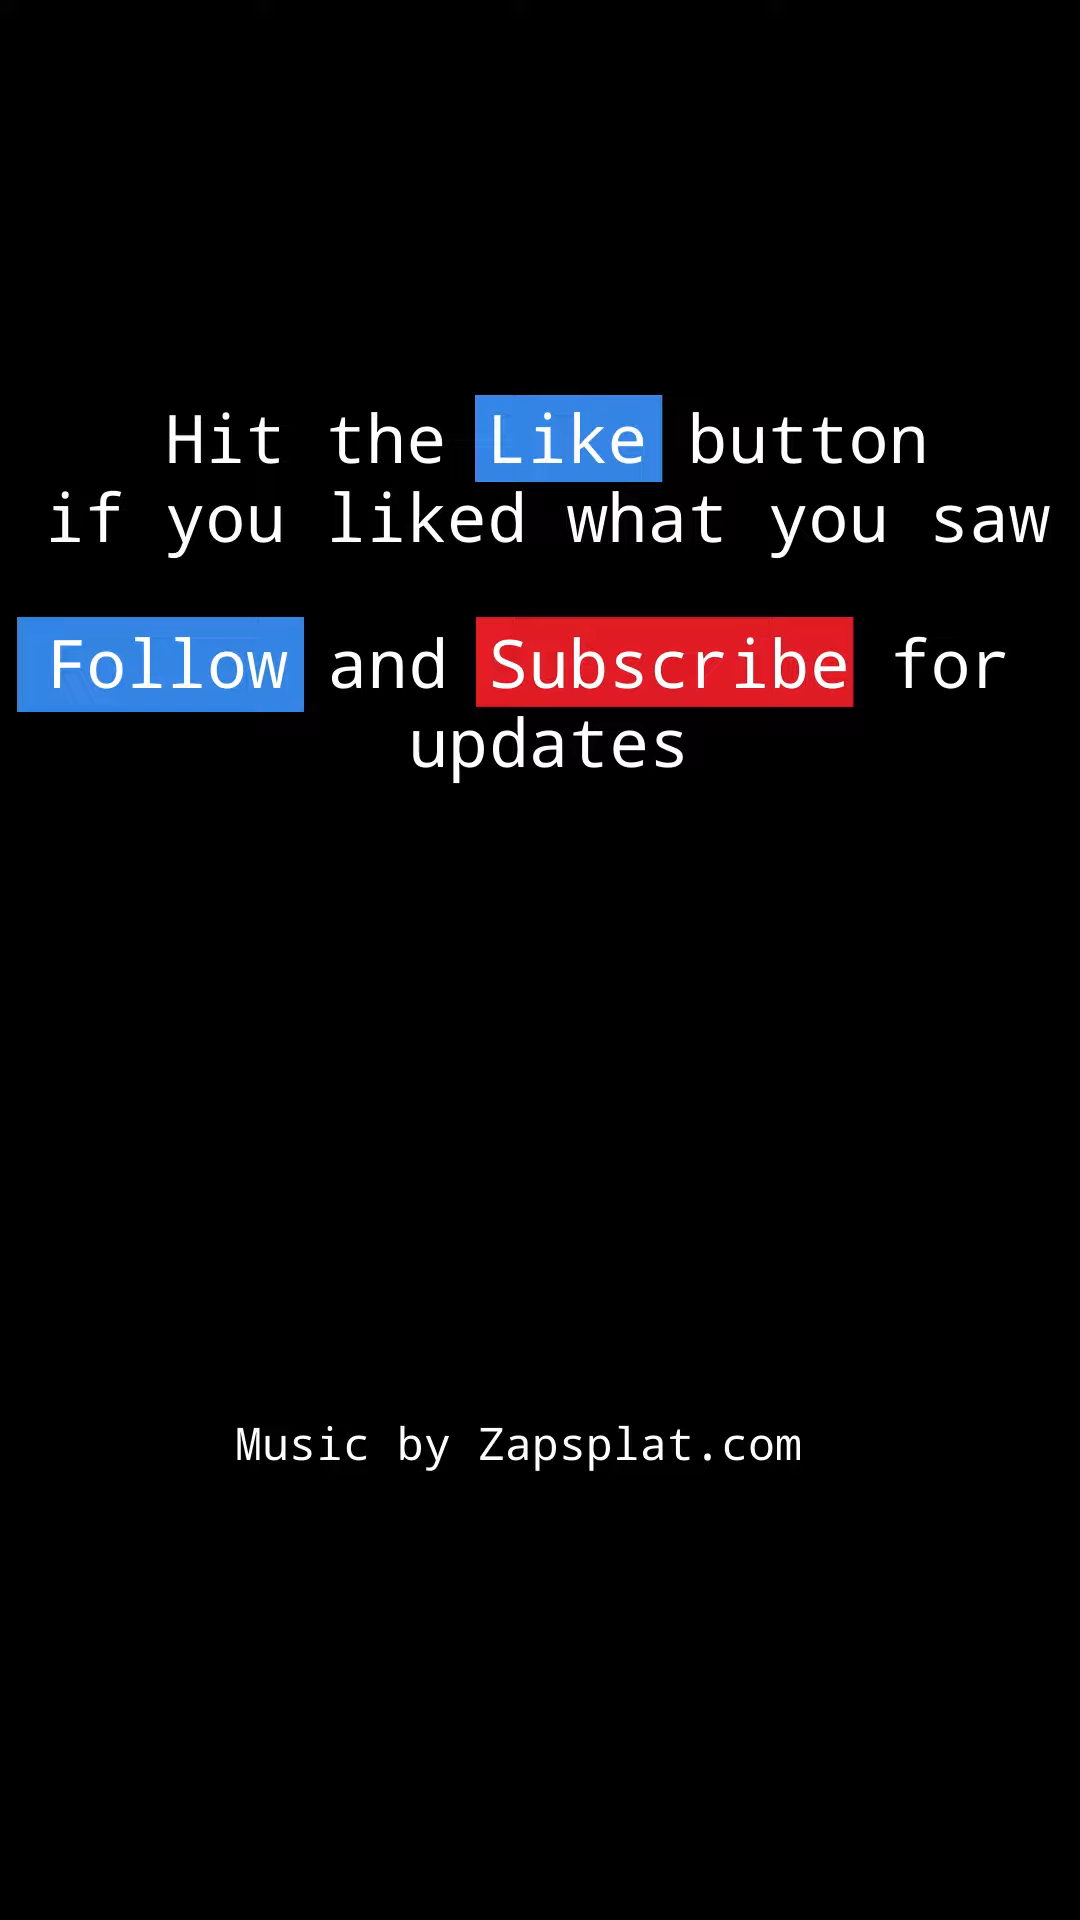 Hit the Like button
if you liked what you saw
Follow and Subscribe for
updates
Music by Zapsplat.com